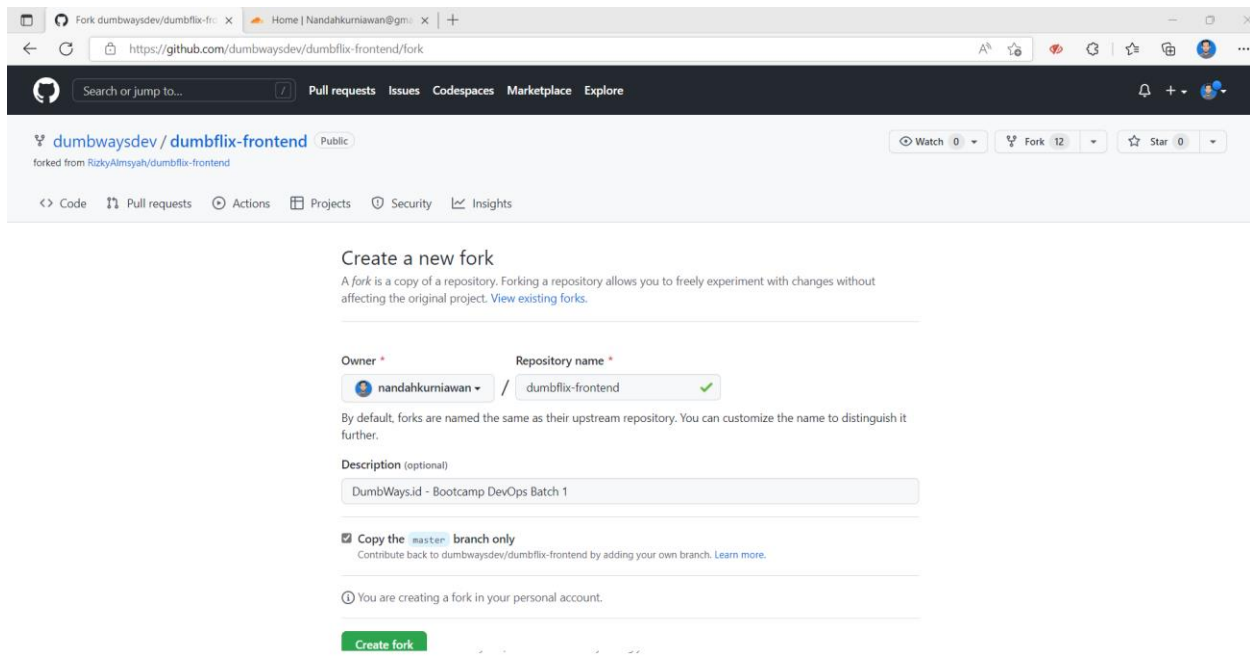 Fork dumbwaysdev/dumbflix-fro
Home | Nandahkurniawan@gma
https://github.com/dumbwaysdev/dumbflix-frontend/fork
Search or jump to... /
Pull requests Issues Codespaces Marketplace Explore
dumbwaysdev / dumbflix-frontend Public
Watch 0 Fork 12 Star 0
forked from RizkyAlmsyah/dumbflix-frontend
Code Pull requests Actions Projects Security Insights
Create a new fork
A fork is a copy of a repository. Forking a repository allows you to freely experiment with changes without
affecting the original project. View existing forks.
Owner * Repository name *
nandahkurniawan / dumbflix-frontend
By default, forks are named the same as their upstream repository. You can customize the name to distinguish it
further.
Description (optional)
DumbWays.id - Bootcamp DevOps Batch 1
Copy the master branch only
Contribute back to dumbwaysdev/dumbflix-frontend by adding your own branch. Learn more.
You are creating a fork in your personal account.
Create fork